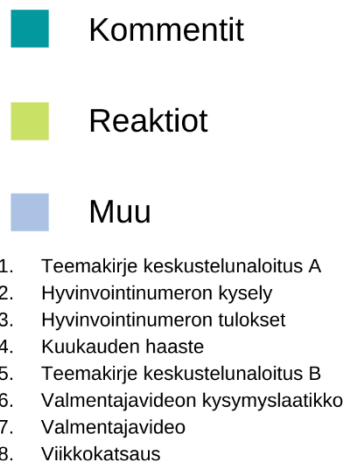 Kommentit
Reaktiot
Muu
1. Teemakirje keskustelunaloitus A
2. Hyvinvointinumeron kysely
3. Hyvinvointinumeron tulokset
4. Kuukauden haaste
5. Teemakirje keskustelunaloitus B
6. Valmentajavideon kysymyslaatikko
7. Valmentajavideo
8. Viikkokatsaus